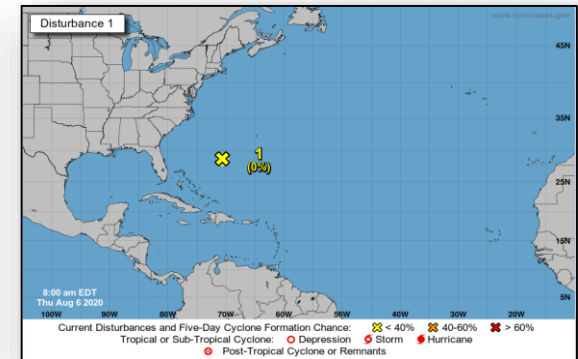 Disturbance 1
www.hurricanes.gov
45N
35N
1
(0%)
25N
15N
5N
8:00 am EDT
Thu Aug 6 2020
100W 90W 80W 70W 60W 50W 40W 30W 20W
Current Disturbances and Five-Day Cyclone Formation Chance: < 40% 40-60% > 60%
Tropical or Sub-Tropical Cyclone: Depression Storm Hurricane
Post-Tropical Cyclone or Remnants